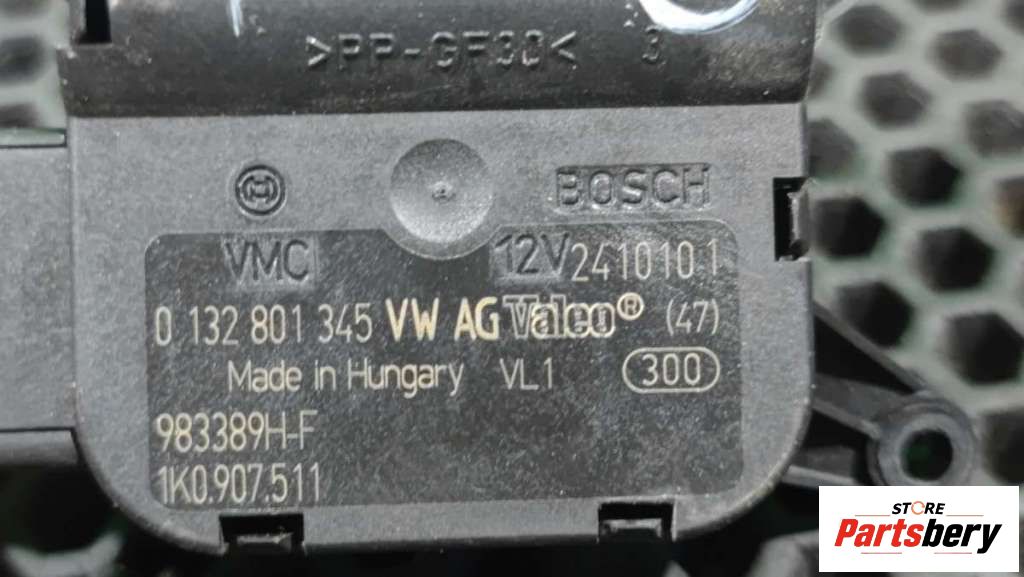 >PP-GF30< 3
BOSCH
VMC 12V 2410101
0 132 801 345 VW AG Valeo® (47)
Made in Hungary VL1 300
983389H-F
1K0.907.511
STORE
Partsbery